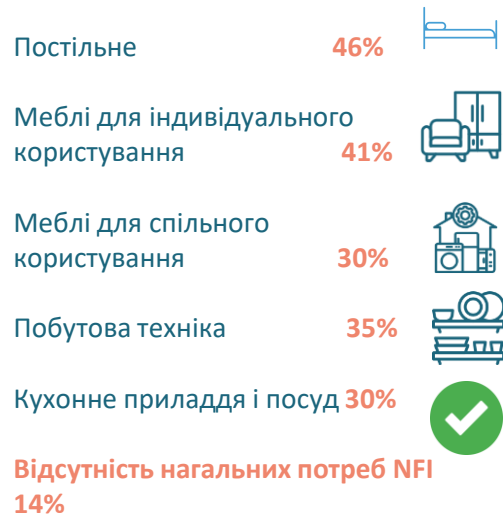 Постільне 46%
Меблі для індивідуального
користування 41%
Меблі для спільного
користування 30%
Побутова техніка 35%
Кухонне приладдя і посуд 30%
Відсутність нагальних потреб NFI
14%